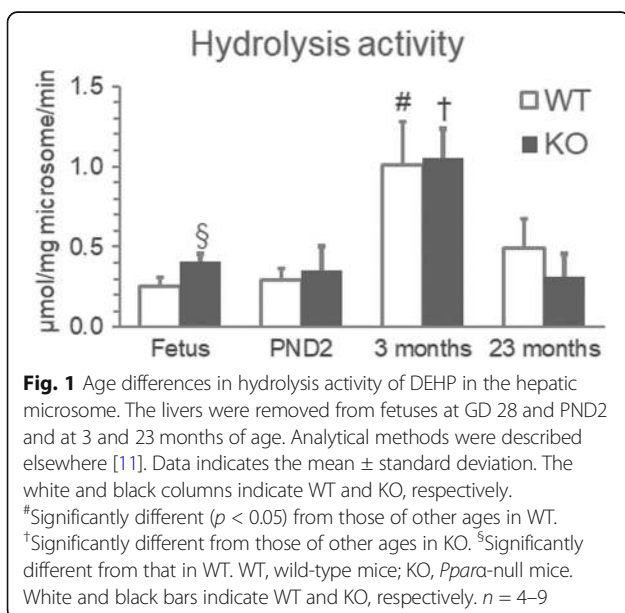 Hydrolysis activity
µmol/mg microsome/min
1.5
1.0
0.5
0.0
# †
§
WT
KO
Fetus PND2 3 months 23 months
Fig. 1 Age differences in hydrolysis activity of DEHP in the hepatic
microsome. The livers were removed from fetuses at GD 28 and PND2
and at 3 and 23 months of age. Analytical methods were described
elsewhere [11]. Data indicates the mean ± standard deviation. The
white and black columns indicate WT and KO, respectively.
#Significantly different (p < 0.05) from those of other ages in WT.
†Significantly different from those of other ages in KO. §Significantly
different from that in WT. WT, wild-type mice; KO, Pparα-null mice.
White and black bars indicate WT and KO, respectively. n = 4–9